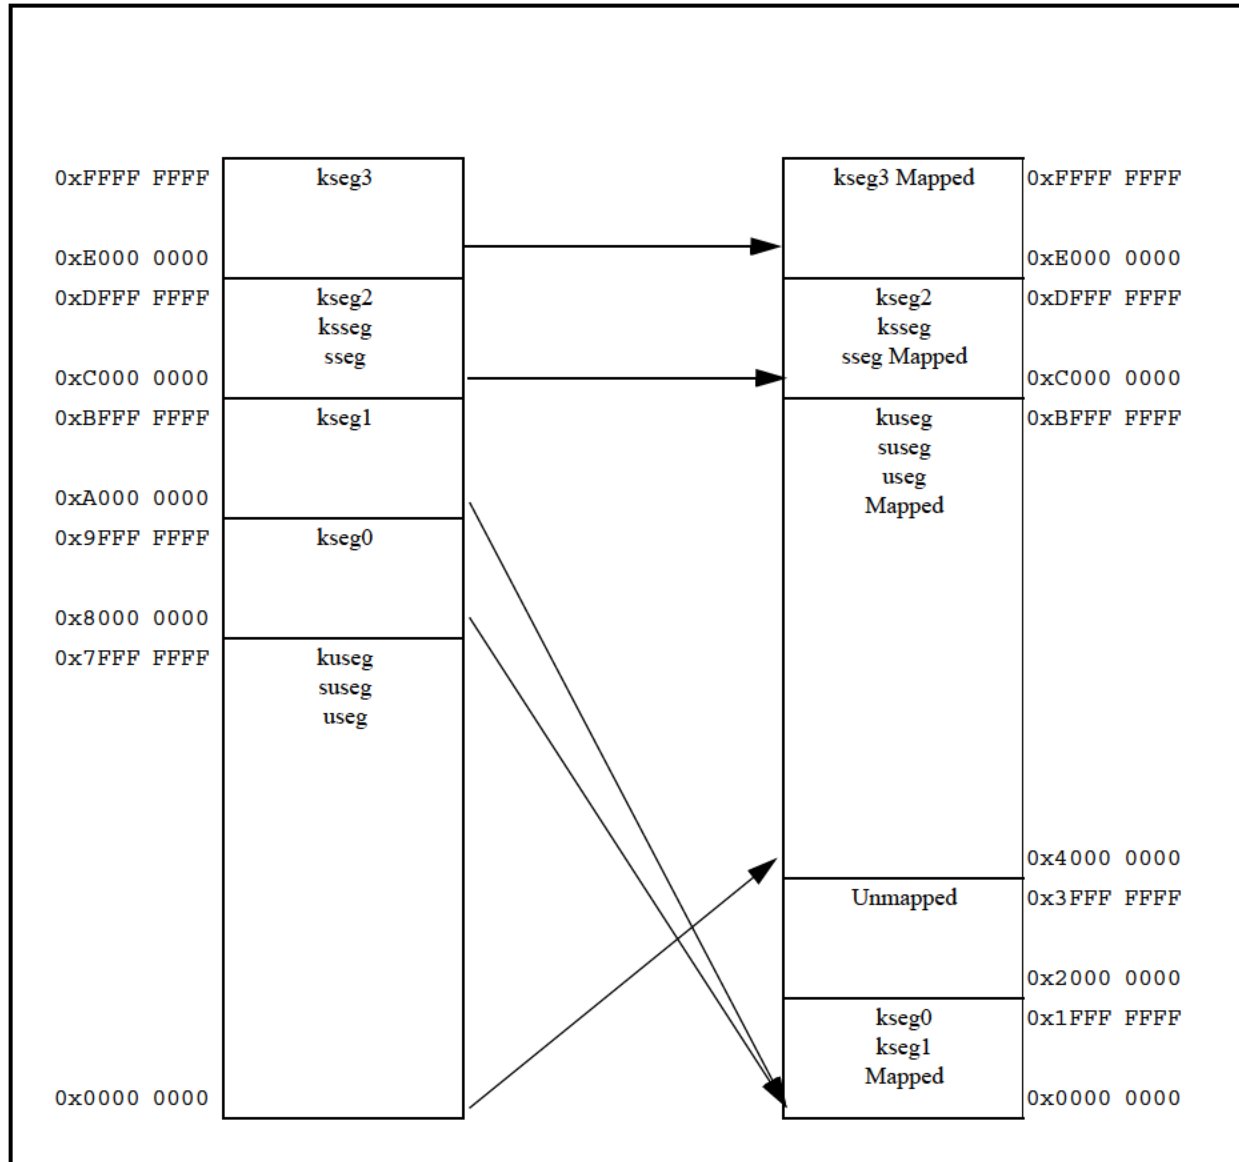 0xFFFF FFFF
kseg3
kseg3 Mapped
0xFFFF FFFF
0xE000 0000
0xE000 0000
0xDFFF FFFF
kseg2
kseg2
0xDFFF FFFF
ksseg
ksseg
sseg
sseg Mapped
0xC000 0000
0xC000 0000
0xBFFF FFFF
kseg1
kuseg
0xBFFF FFFF
suseg
useg
0xA000 0000
Mapped
0x9FFF FFFF
kseg0
0x8000 0000
0x7FFF FFFF
kuseg
suseg
useg
0x4000 0000
Unmapped
0x3FFF FFFF
0x2000 0000
kseg0
0x1FFF FFFF
kseg1
Mapped
0x0000 0000
0x0000 0000